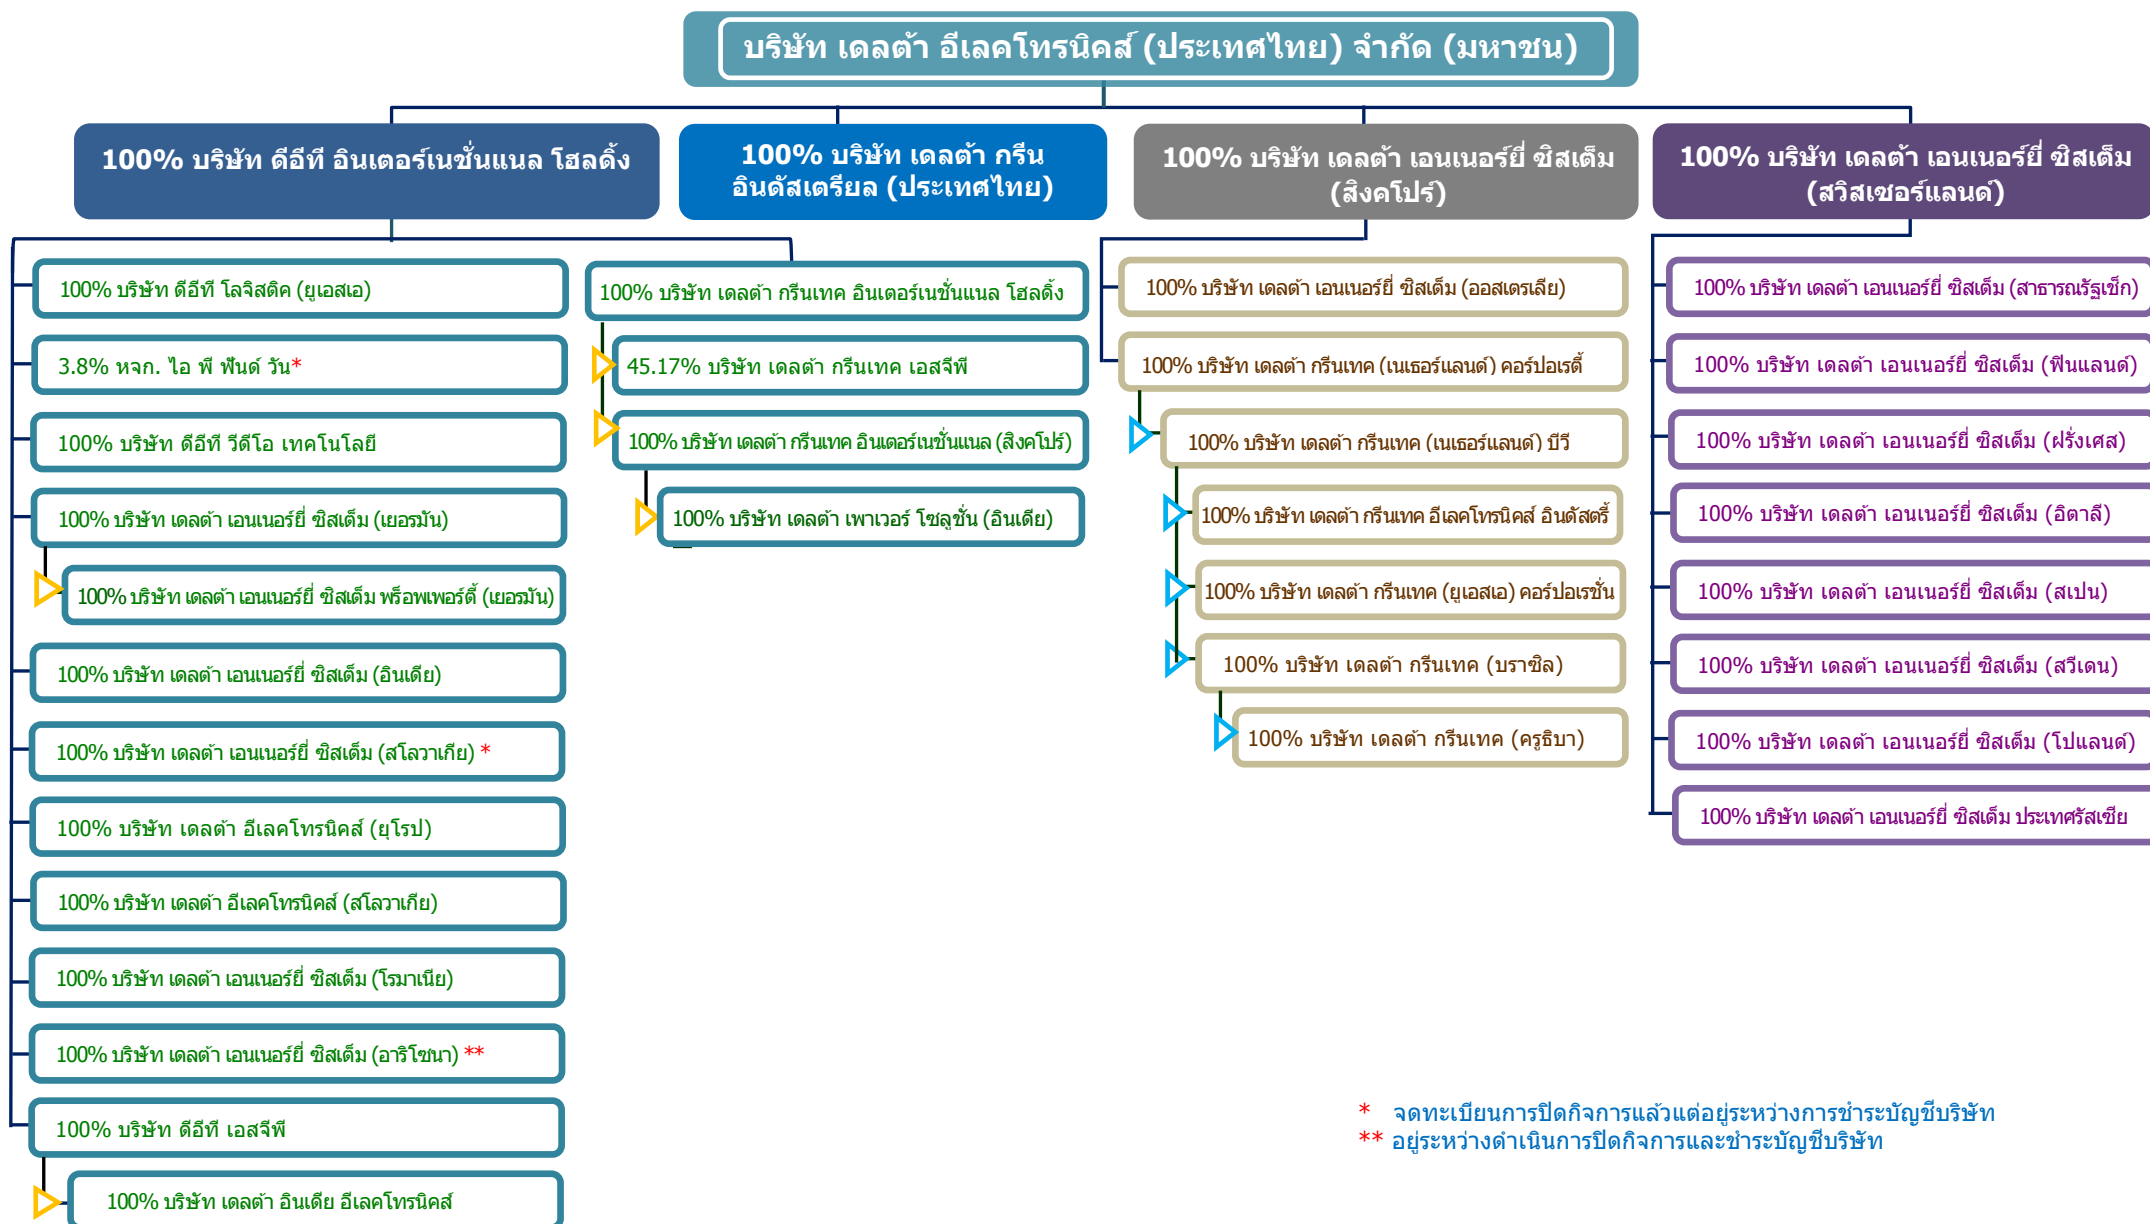 บริษัท เดลต้า อีเลคโทรนิคส์ (ประเทศไทย) จำกัด (มหาชน)
100% บริษัท ดีอีที อินเตอร์เนชั่นแนล โฮลดิ้ง
100% บริษัท เดลต้า กรีน
อินดัสเตรียล (ประเทศไทย)
100% บริษัท เดลต้า เอนเนอร์ยี่ ซิสเต็ม
(สิงคโปร์)
100% บริษัท เดลต้า เอนเนอร์ยี่ ซิสเต็ม
(สวิสเซอร์แลนด์)
100% บริษัท ดีอีที โลจิสติค (ยูเอสเอ)
3.8% หจก. ไอ พี ฟันด์ วัน*
100% บริษัท ดีอีที วีดีโอ เทคโนโลยี
100% บริษัท เดลต้า เอนเนอร์ยี่ ซิสเต็ม (เยอรมัน)
100% บริษัท เดลต้า เอนเนอร์ยี่ ซิสเต็ม พร็อพเพอร์ตี้ (เยอรมัน)
100% บริษัท เดลต้า เอนเนอร์ยี่ ซิสเต็ม (อินเดีย)
100% บริษัท เดลต้า เอนเนอร์ยี่ ซิสเต็ม (สโลวาเกีย) *
100% บริษัท เดลต้า อีเลคโทรนิคส์ (ยุโรป)
100% บริษัท เดลต้า อีเลคโทรนิคส์ (สโลวาเกีย)
100% บริษัท เดลต้า เอนเนอร์ยี่ ซิสเต็ม (โรมาเนีย)
100% บริษัท เดลต้า เอนเนอร์ยี่ ซิสเต็ม (อาริโซนา) **
100% บริษัท ดีอีที เอสจีพี
100% บริษัท เดลต้า อินเดีย อีเลคโทรนิคส์
100% บริษัท เดลต้า กรีนเทค อินเตอร์เนชั่นแนล โฮลดิ้ง
45.17% บริษัท เดลต้า กรีนเทค เอสจีพี
100% บริษัท เดลต้า กรีนเทค อินเตอร์เนชั่นแนล (สิงคโปร์)
100% บริษัท เดลต้า เพาเวอร์ โซลูชั่น (อินเดีย)
100% บริษัท เดลต้า เอนเนอร์ยี่ ซิสเต็ม (ออสเตรเลีย)
100% บริษัท เดลต้า กรีนเทค (เนเธอร์แลนด์) คอร์ปอเรตี้
100% บริษัท เดลต้า กรีนเทค (เนเธอร์แลนด์) บีวี
100% บริษัท เดลต้า กรีนเทค อีเลคโทรนิคส์ อินดัสตรี้
100% บริษัท เดลต้า กรีนเทค (ยูเอสเอ) คอร์ปอเรชั่น
100% บริษัท เดลต้า กรีนเทค (บราซิล)
100% บริษัท เดลต้า กรีนเทค (ครูธิบา)
100% บริษัท เดลต้า เอนเนอร์ยี่ ซิสเต็ม (สาธารณรัฐเช็ก)
100% บริษัท เดลต้า เอนเนอร์ยี่ ซิสเต็ม (ฟินแลนด์)
100% บริษัท เดลต้า เอนเนอร์ยี่ ซิสเต็ม (ฝรั่งเศส)
100% บริษัท เดลต้า เอนเนอร์ยี่ ซิสเต็ม (อิตาลี)
100% บริษัท เดลต้า เอนเนอร์ยี่ ซิสเต็ม (สเปน)
100% บริษัท เดลต้า เอนเนอร์ยี่ ซิสเต็ม (สวีเดน)
100% บริษัท เดลต้า เอนเนอร์ยี่ ซิสเต็ม (โปแลนด์)
100% บริษัท เดลต้า เอนเนอร์ยี่ ซิสเต็ม ประเทศรัสเซีย
* จดทะเบียนการปิดกิจการแล้วแต่อยู่ระหว่างการชำระบัญชีบริษัท
** อยู่ระหว่างดำเนินการปิดกิจการและชำระบัญชีบริษัท